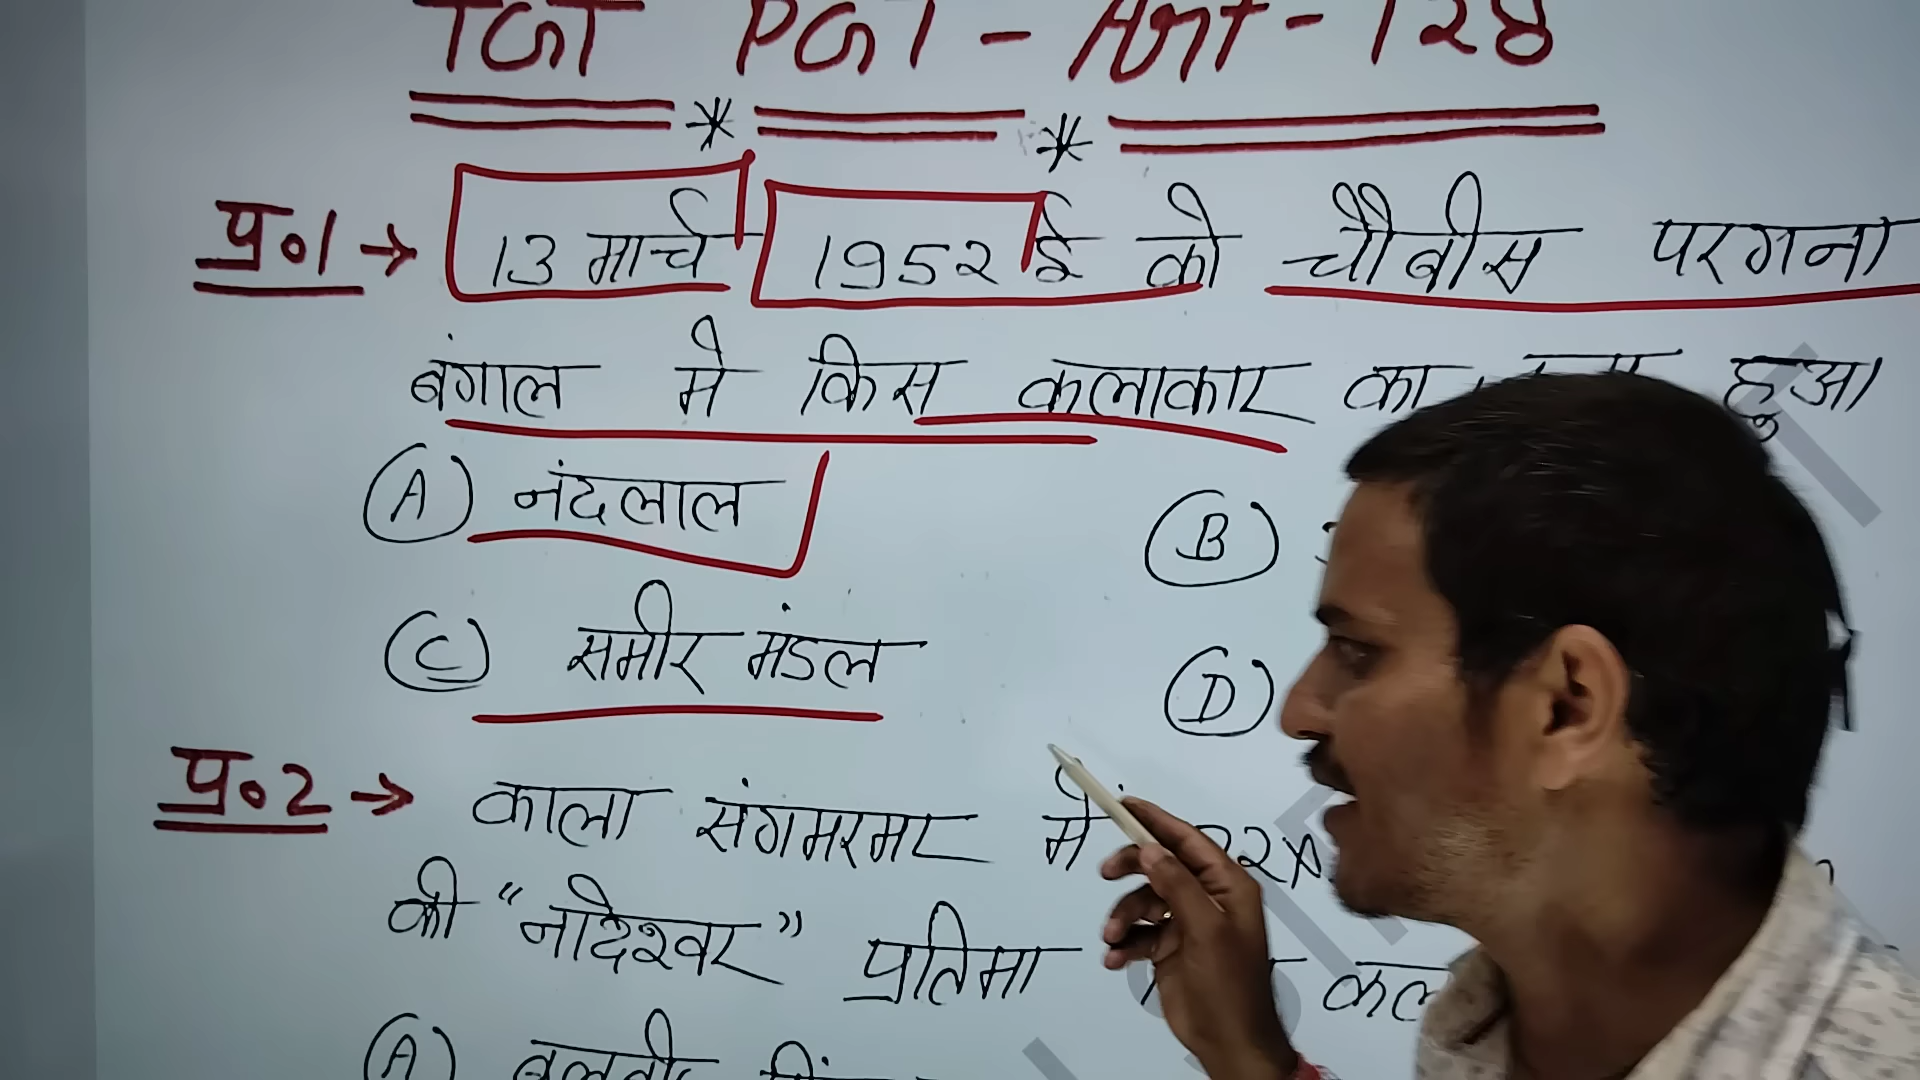 TGT PGT - Art - 128
* *
प्र०1 → 13 मार्च 1952 ई को चौबीस परगना
बंगाल मे किस कलाकार का हुआ
(A) नंदलाल (B)
(C) समीर मंडल (D)
प्र०2 → काला संगमरमर में
की "नादेश्वर" प्रतिमा
(A)